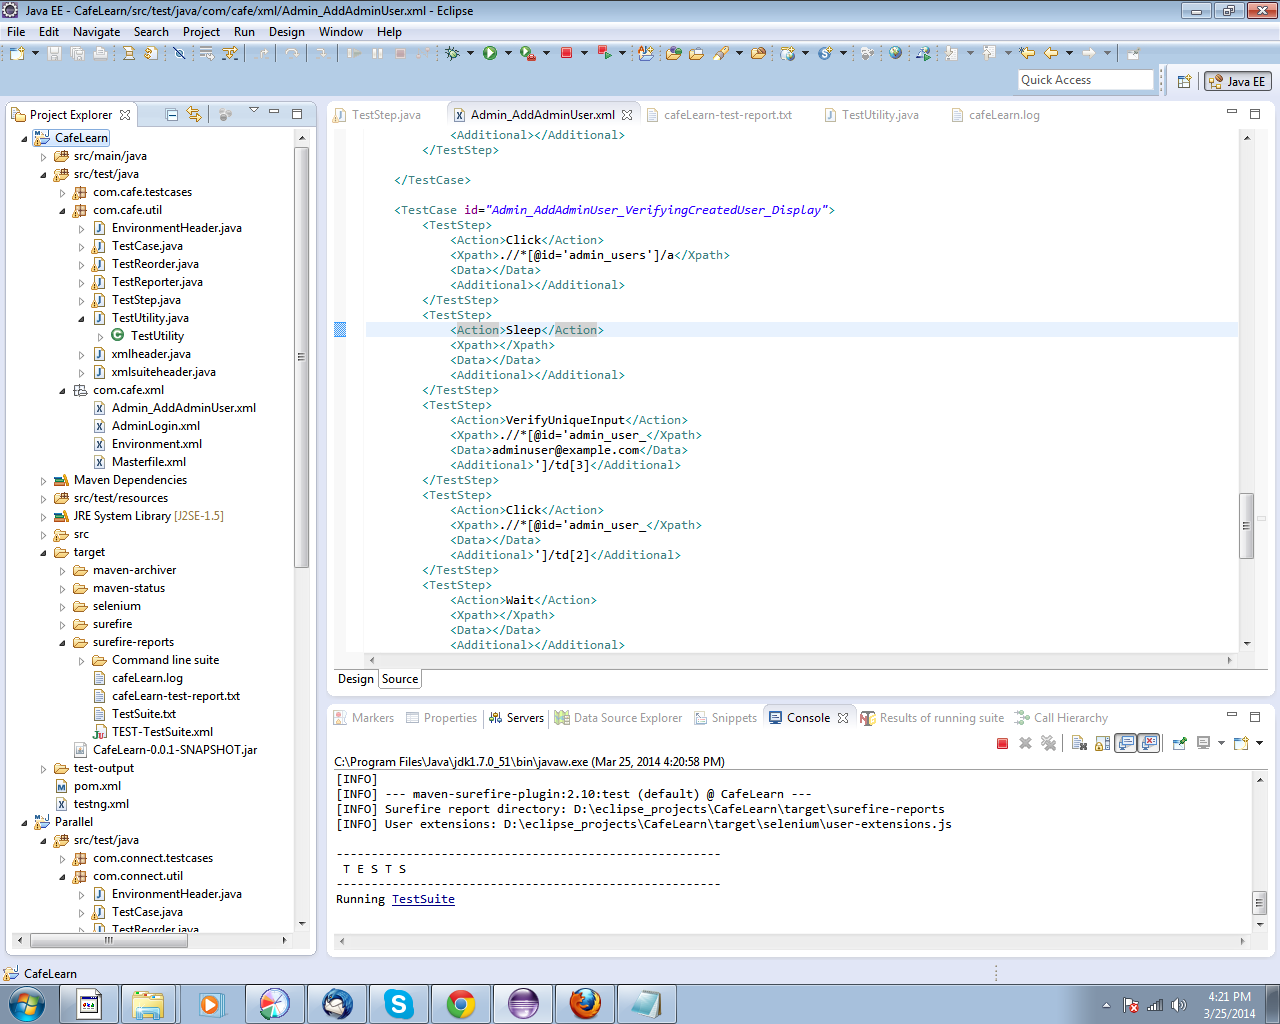 Java EE - CafeLearn/src/test/java/com/cafe/xml/Admin_AddAdminUser.xml - Eclipse
File Edit Navigate Search Project Run Design Window Help
Quick Access
Java EE
Project Explorer
CafeLearn
src/main/java
src/test/java
com.cafe.testcases
com.cafe.util
EnvironmentHeader.java
TestCase.java
TestReorder.java
TestReporter.java
TestStep.java
TestUtility.java
TestUtility
xmlheader.java
xmlsuiteheader.java
com.cafe.xml
Admin_AddAdminUser.xml
AdminLogin.xml
Environment.xml
Masterfile.xml
Maven Dependencies
src/test/resources
JRE System Library [J2SE-1.5]
src
target
maven-archiver
maven-status
selenium
surefire
surefire-reports
Command line suite
cafeLearn.log
cafeLearn-test-report.txt
TestSuite.txt
TEST-TestSuite.xml
CafeLearn-0.0.1-SNAPSHOT.jar
test-output
pom.xml
testng.xml
Parallel
src/test/java
com.connect.testcases
com.connect.util
EnvironmentHeader.java
TestCase.java
TestReorder.java
TestStep.java Admin_AddAdminUser.xml cafeLearn-test-report.txt TestUtility.java cafeLearn.log
<Additional></Additional>
</TestStep>
</TestCase>
<TestCase id="Admin_AddAdminUser_VerifyingCreatedUser_Display">
<TestStep>
<Action>Click</Action>
<Xpath>.//*[@id='admin_users']/a</Xpath>
<Data></Data>
<Additional></Additional>
</TestStep>
<TestStep>
<Action>Sleep</Action>
<Xpath></Xpath>
<Data></Data>
<Additional></Additional>
</TestStep>
<TestStep>
<Action>VerifyUniqueInput</Action>
<Xpath>.//*[@id='admin_user_</Xpath>
<Data>adminuser@example.com</Data>
<Additional>']/td[3]</Additional>
</TestStep>
<TestStep>
<Action>Click</Action>
<Xpath>.//*[@id='admin_user_</Xpath>
<Data></Data>
<Additional>']/td[2]</Additional>
</TestStep>
<TestStep>
<Action>Wait</Action>
<Xpath></Xpath>
<Data></Data>
<Additional></Additional>
Design Source
Markers Properties Servers Data Source Explorer Snippets Console Results of running suite Call Hierarchy
C:\Program Files\Java\jdk1.7.0_51\bin\javaw.exe (Mar 25, 2014 4:20:58 PM)
[INFO]
[INFO] --- maven-surefire-plugin:2.10:test (default) @ CafeLearn ---
[INFO] Surefire report directory: D:\eclipse_projects\CafeLearn\target\surefire-reports
[INFO] User extensions: D:\eclipse_projects\CafeLearn\target\selenium\user-extensions.js
-------------------------------------------------------
T E S T S
-------------------------------------------------------
Running TestSuite
CafeLearn
4:21 PM
3/25/2014